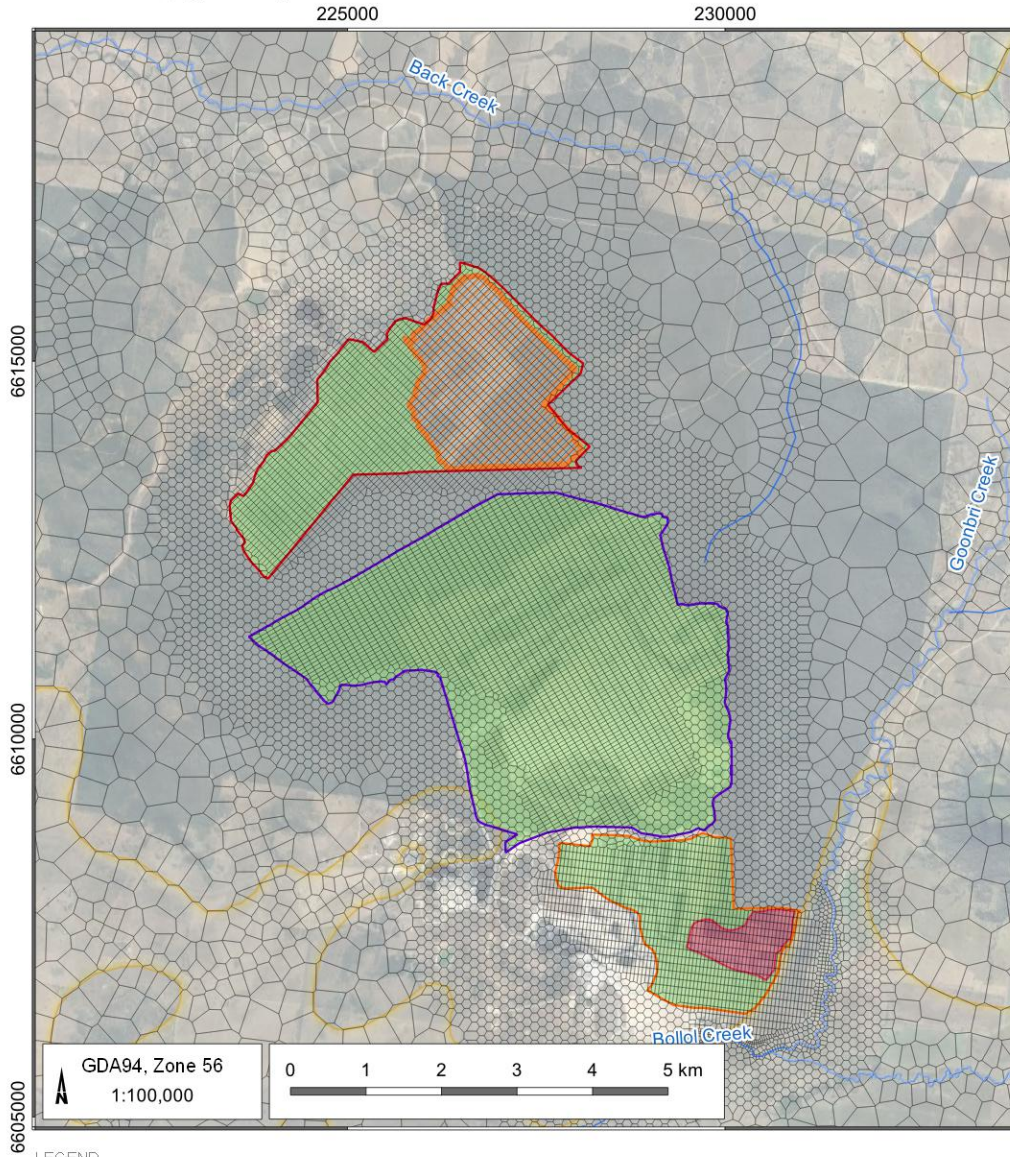 225000
230000
Back Creek
6615000
Goonbri Creek
6610000
Bollol Creek
GDA94, Zone 56
1:100,000
N
0 1 2 3 4 5 km
6605000
LEGEND